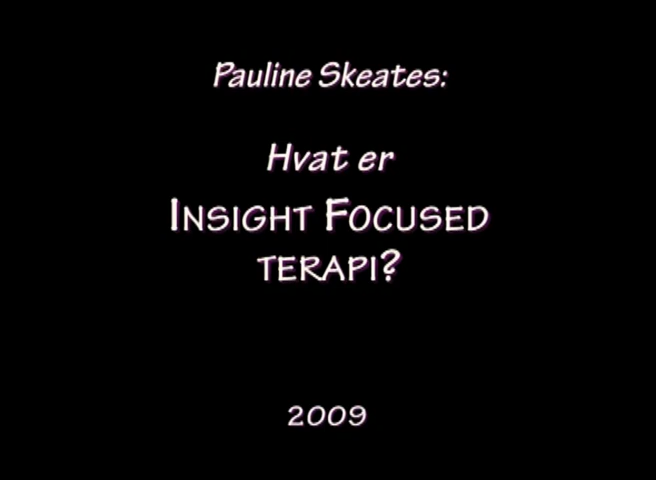 Pauline Skeates:
Hvat er
INSIGHT FOCUSED
TERAPI?
2009